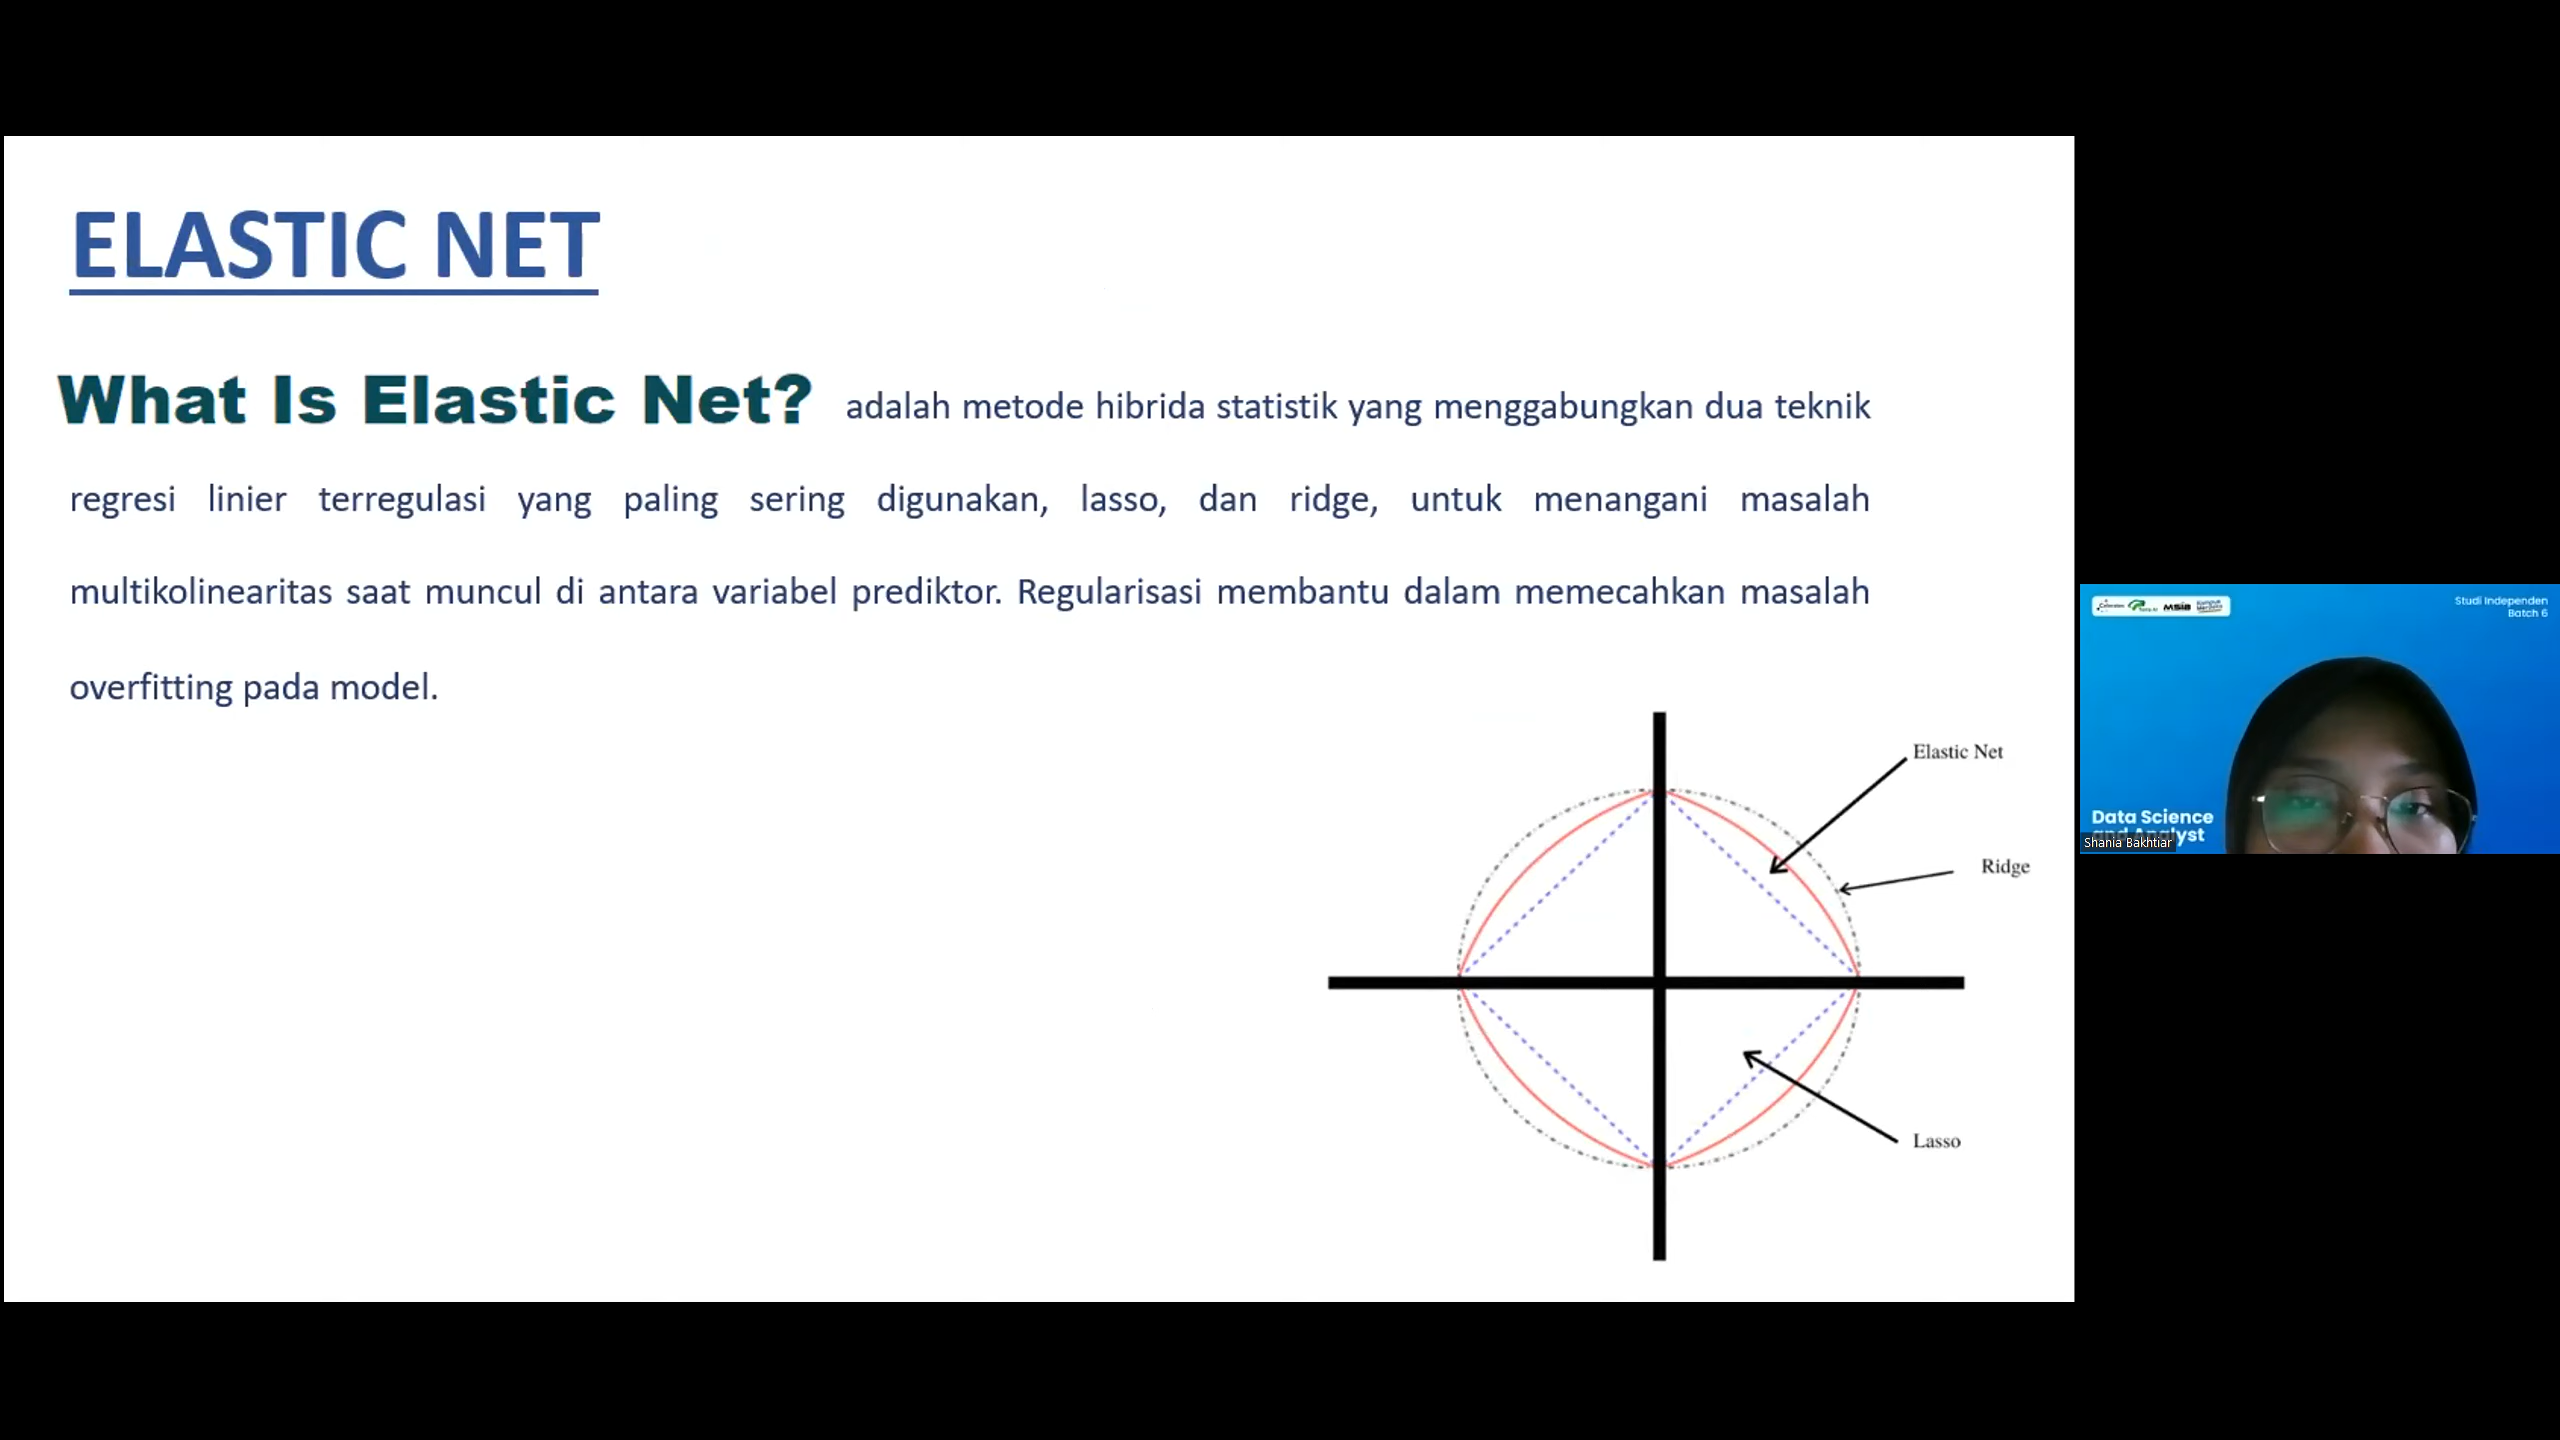 ELASTIC NET
What Is Elastic Net? adalah metode hibrida statistik yang menggabungkan dua teknik
regresi linier terregulasi yang paling sering digunakan, lasso, dan ridge, untuk menangani masalah
multikolinearitas saat muncul di antara variabel prediktor. Regularisasi membantu dalam memecahkan masalah
overfitting pada model.
Elastic Net
Ridge
Lasso
MSIB
Studi Independen
Batch 6
Data Science
and Analyst
Shania Bakhtiar